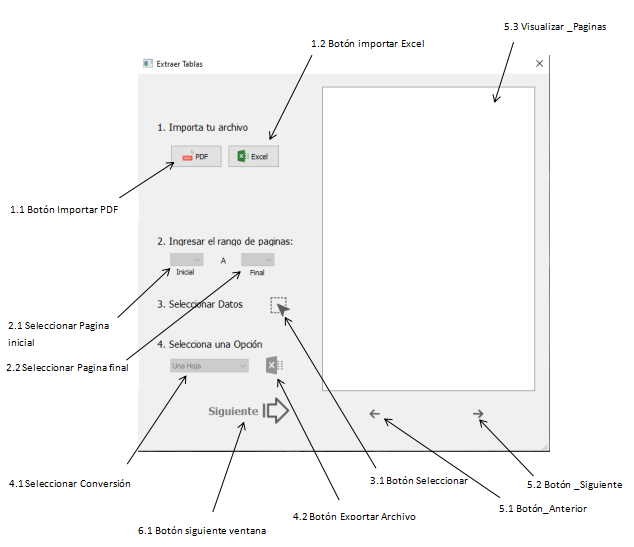 5.3 Visualizar _Paginas
1.2 Botón importar Excel
Extraer Tablas
1. Importa tu archivo
PDF
Excel
1.1 Botón Importar PDF
2. Ingresar el rango de paginas:
A
Inicial
Final
3. Seleccionar Datos
2.1 Seleccionar Pagina
inicial
4. Selecciona una Opción
2.2 Seleccionar Pagina final
Una Hoja
Siguiente
4.1 Seleccionar Conversión
3.1 Botón Seleccionar
5.2 Botón _Siguiente
5.1 Botón_Anterior
4.2 Botón Exportar Archivo
6.1 Botón siguiente ventana